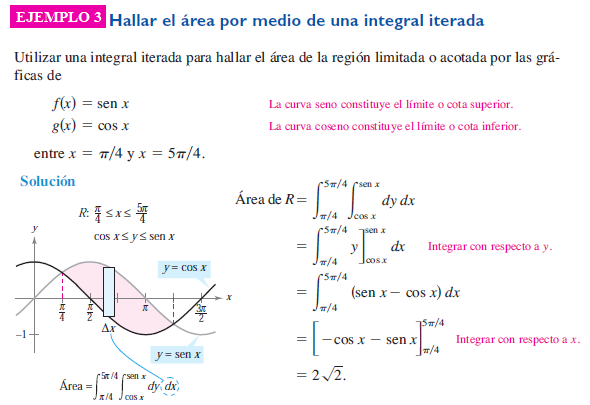 EJEMPLO 3 Hallar el área por medio de una integral iterada
Utilizar una integral iterada para hallar el área de la región limitada o acotada por las grá-
ficas de
f(x) = sen x La curva seno constituye el límite o cota superior.
g(x) = cos x La curva coseno constituye el límite o cota inferior.
entre x = π/4 y x = 5π/4.
Solución
R: π/4 ≤ x ≤ 5π/4
cos x ≤ y ≤ sen x
y
y = cos x
x
π/4 π/2 π 3π/2
−1
Δx
y = sen x
Área = ∫_{π/4}^{5π/4} ∫_{cos x}^{sen x} dy dx
Área de R = ∫_{π/4}^{5π/4} ∫_{cos x}^{sen x} dy dx
= ∫_{π/4}^{5π/4} y]_{cos x}^{sen x} dx Integrar con respecto a y.
= ∫_{π/4}^{5π/4} (sen x − cos x) dx
= [−cos x − sen x]_{π/4}^{5π/4} Integrar con respecto a x.
= 2√2.